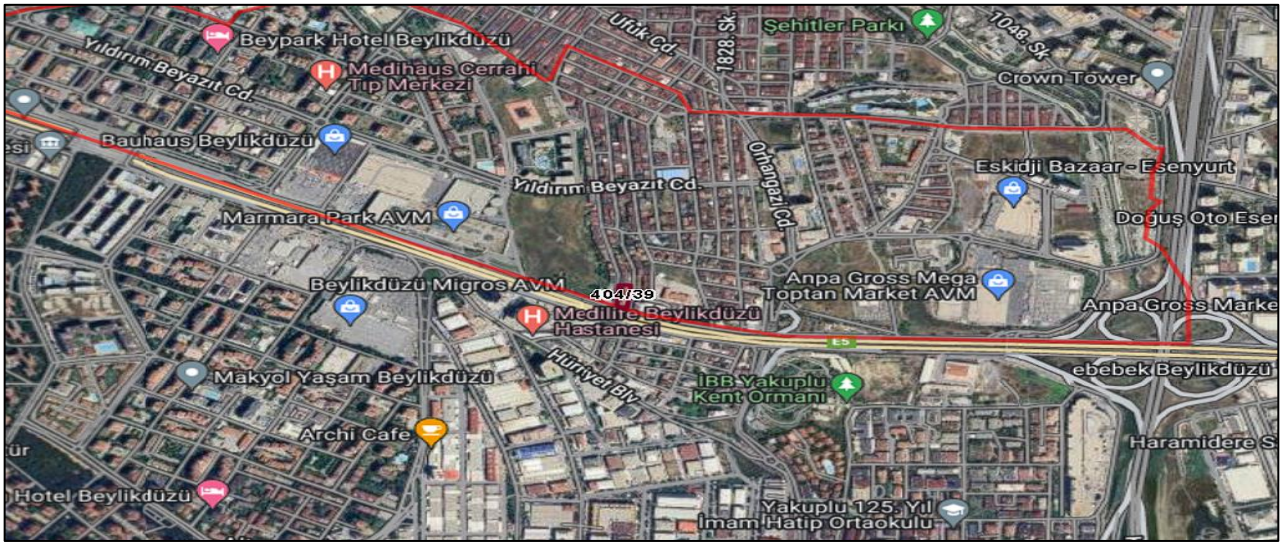 Ufuk Cd.
1828 Sk.
Şehitler Parkı
1048 Sk
Beypark Hotel Beylikdüzü
Yıldırım Beyazıt Cd.
Medihaus Cerrahi
Tıp Merkezi
Crown Tower
Bauhaus Beylikdüzü
esi
Orhangazi Cd
Eskidji Bazaar - Esenyurt
Yıldırım Beyazıt Cd.
Marmara Park AVM
Doğuş Oto Esen
Beylikdüzü Migros AVM
404/39
Anpa Gross Mega
Toptan Market AVM
Medilife Beylikdüzü
Hastanesi
Anpa Gross Marke
E5
Hürriyet Blv
Makyol Yaşam Beylikdüzü
İBB Yakuplu
Kent Ormanı
ebebek Beylikdüzü
Archi Cafe
Haramidere S
tür
Hotel Beylikdüzü
Yakuplu 125. Yıl
İmam Hatip Ortaokulu